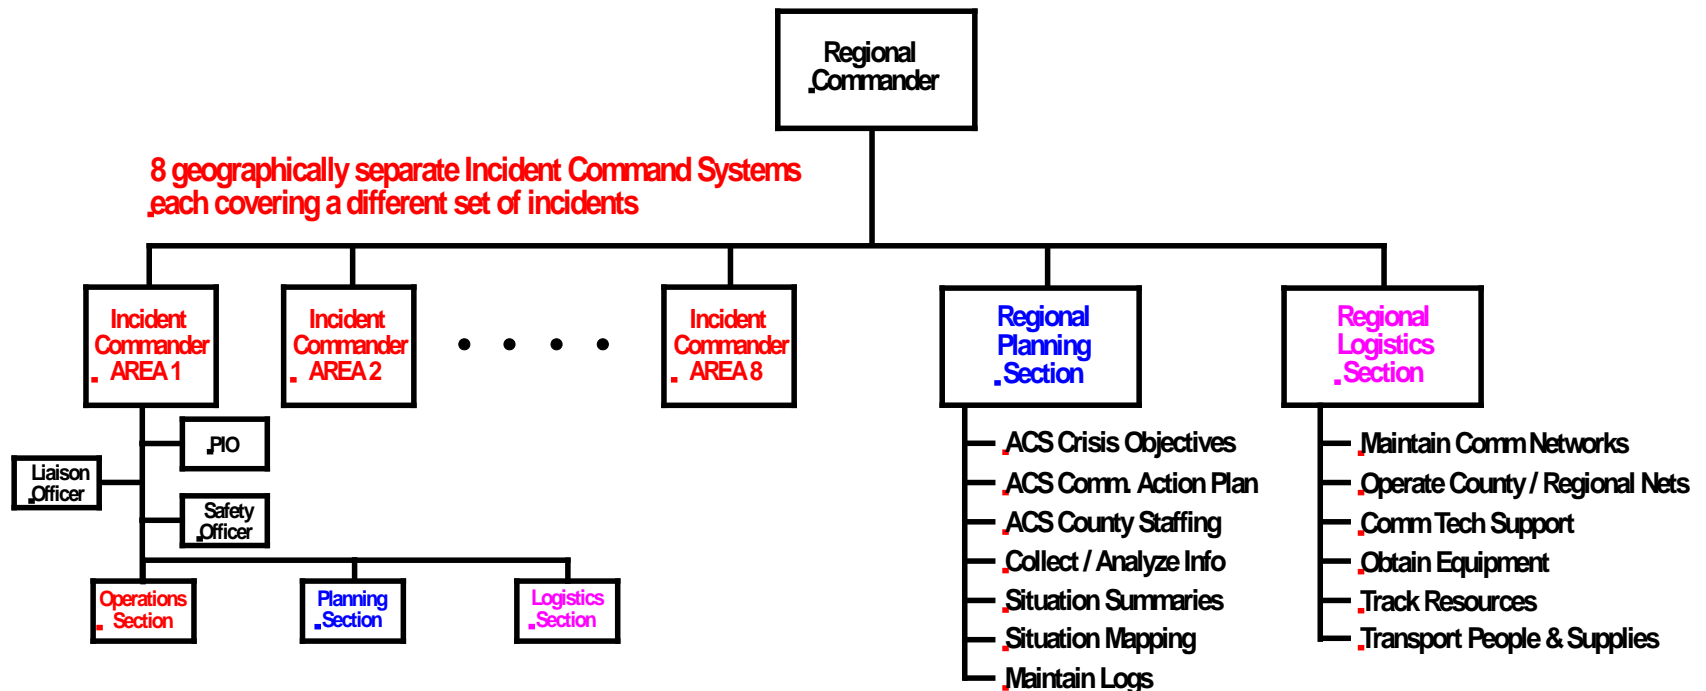 Regional
Commander
8 geographically separate Incident Command Systems
each covering a different set of incidents
Incident
Commander
AREA 1
Incident
Commander
AREA 2
Incident
Commander
AREA 8
Regional
Planning
Section
Regional
Logistics
Section
PIO
Liaison
Officer
Safety
Officer
Operations
Section
Planning
Section
Logistics
Section
ACS Crisis Objectives
ACS Comm. Action Plan
ACS County Staffing
Collect / Analyze Info
Situation Summaries
Situation Mapping
Maintain Logs
Maintain Comm Networks
Operate County / Regional Nets
Comm Tech Support
Obtain Equipment
Track Resources
Transport People & Supplies